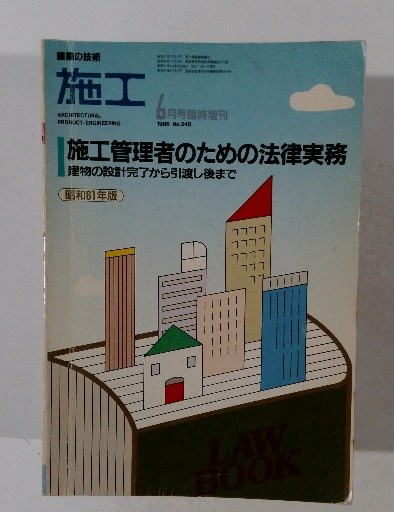 建築の技術
施工
ARCHITECTURAL
PRODUCT-ENGINEERING
6月号臨時増刊
1986 No.248
施工管理者のための法律実務
建物の設計完了から引渡し後まで
昭和61年版
LAW
BOOK